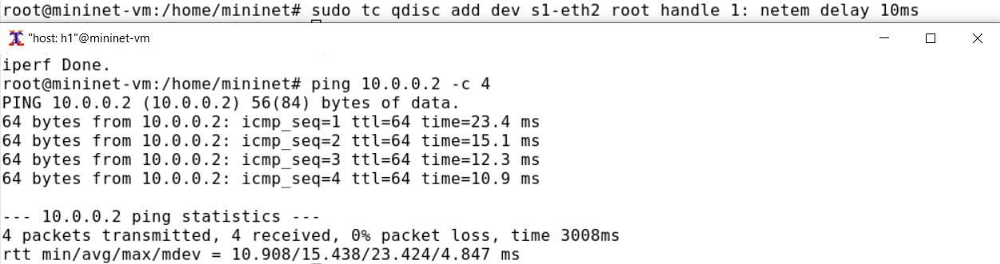 root@mininet-vm:/home/mininet# sudo tc qdisc add dev s1-eth2 root handle 1: netem delay 10ms
"host: h1"@mininet-vm
iperf Done.
root@mininet-vm:/home/mininet# ping 10.0.0.2 -c 4
PING 10.0.0.2 (10.0.0.2) 56(84) bytes of data.
64 bytes from 10.0.0.2: icmp_seq=1 ttl=64 time=23.4 ms
64 bytes from 10.0.0.2: icmp_seq=2 ttl=64 time=15.1 ms
64 bytes from 10.0.0.2: icmp_seq=3 ttl=64 time=12.3 ms
64 bytes from 10.0.0.2: icmp_seq=4 ttl=64 time=10.9 ms
--- 10.0.0.2 ping statistics ---
4 packets transmitted, 4 received, 0% packet loss, time 3008ms
rtt min/avg/max/mdev = 10.908/15.438/23.424/4.847 ms